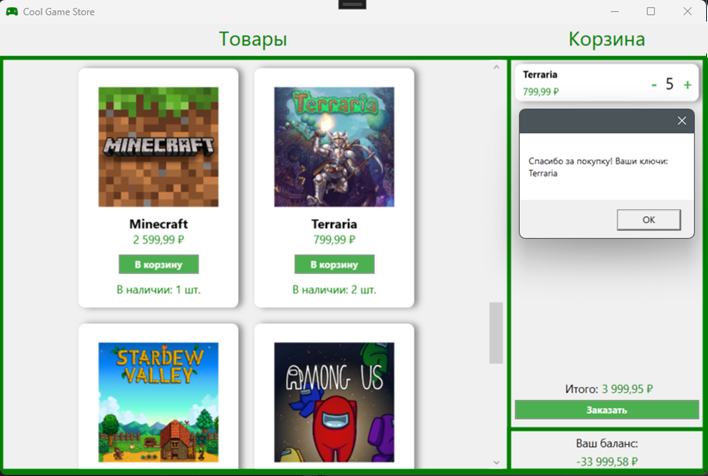 Cool Game Store
Товары
Корзина
MINECRAFT
Minecraft
2 599,99 ₽
В корзину
В наличии: 1 шт.
Terraria
Terraria
799,99 ₽
В корзину
В наличии: 2 шт.
STARDEW
VALLEY
AMONG US
Terraria
799,99 ₽
- 5 +
Спасибо за покупку! Ваши ключи:
Terraria
OK
Итого: 3 999,95 ₽
Заказать
Ваш баланс:
-33 999,58 ₽